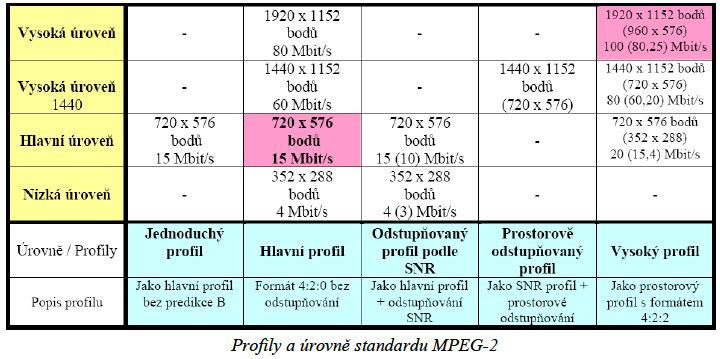 Vysoká úroveň
-
1920 x 1152
bodů
80 Mbit/s
-
-
1920 x 1152 bodů
(960 x 576)
100 (80,25) Mbit/s
Vysoká úroveň
1440
-
1440 x 1152
bodů
60 Mbit/s
-
1440 x 1152
bodů
(720 x 576)
1440 x 1152 bodů
(720 x 576)
80 (60,20) Mbit/s
Hlavní úroveň
720 x 576
bodů
15 Mbit/s
720 x 576
bodů
15 Mbit/s
720 x 576
bodů
15 (10) Mbit/s
-
720 x 576 bodů
(352 x 288)
20 (15,4) Mbit/s
Nízká úroveň
-
352 x 288
bodů
4 Mbit/s
352 x 288
bodů
4 (3) Mbit/s
-
-
Úrovně / Profily
Jednoduchý
profil
Hlavní profil
Odstupňovaný
profil podle
SNR
Prostorově
odstupňovaný
profil
Vysoký profil
Popis profilu
Jako hlavní profil
bez predikce B
Formát 4:2:0 bez
odstupňování
Jako hlavní profil
+ odstupňování
SNR
Jako SNR profil +
prostorové
odstupňování
Jako prostorový
profil s formátem
4:2:2
Profily a úrovně standardu MPEG-2